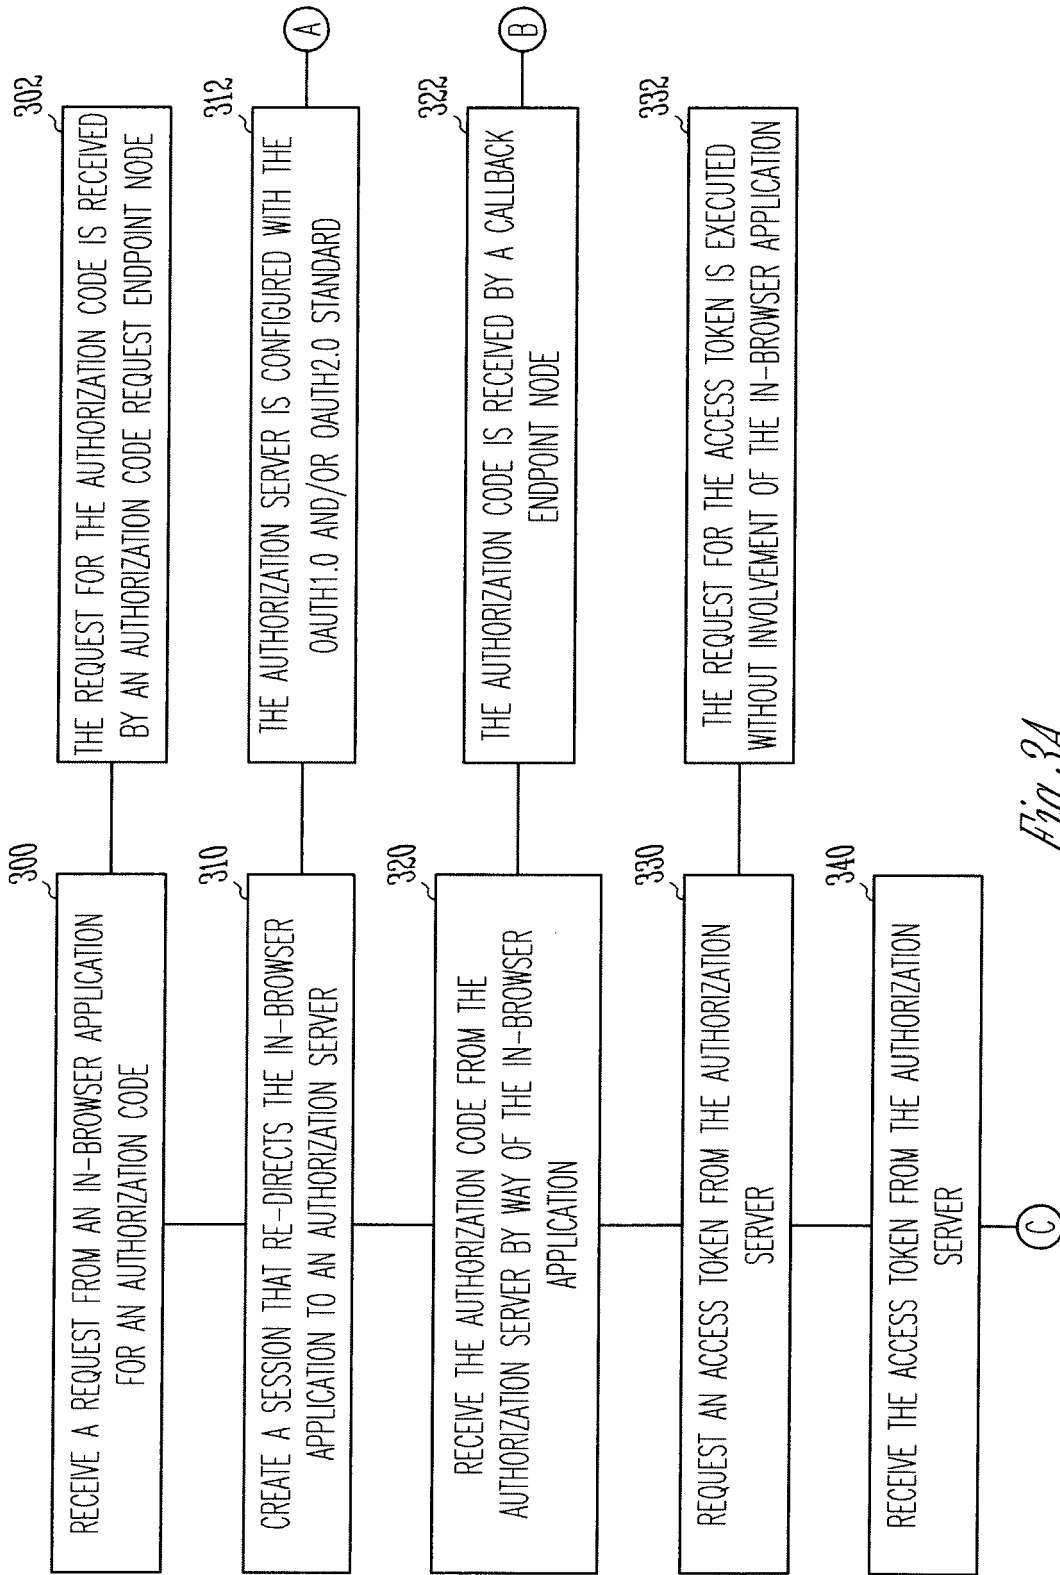 300
RECEIVE A REQUEST FROM AN IN-BROWSER APPLICATION
FOR AN AUTHORIZATION CODE
302
THE REQUEST FOR THE AUTHORIZATION CODE IS RECEIVED
BY AN AUTHORIZATION CODE REQUEST ENDPOINT NODE
310
CREATE A SESSION THAT RE-DIRECTS THE IN-BROWSER
APPLICATION TO AN AUTHORIZATION SERVER
312
THE AUTHORIZATION SERVER IS CONFIGURED WITH THE
OAUTH1.0 AND/OR OAUTH2.0 STANDARD
A
320
RECEIVE THE AUTHORIZATION CODE FROM THE
AUTHORIZATION SERVER BY WAY OF THE IN-BROWSER
APPLICATION
322
THE AUTHORIZATION CODE IS RECEIVED BY A CALLBACK
ENDPOINT NODE
B
330
REQUEST AN ACCESS TOKEN FROM THE AUTHORIZATION
SERVER
332
THE REQUEST FOR THE ACCESS TOKEN IS EXECUTED
WITHOUT INVOLVEMENT OF THE IN-BROWSER APPLICATION
340
RECEIVE THE ACCESS TOKEN FROM THE AUTHORIZATION
SERVER
C
Fig. 3A